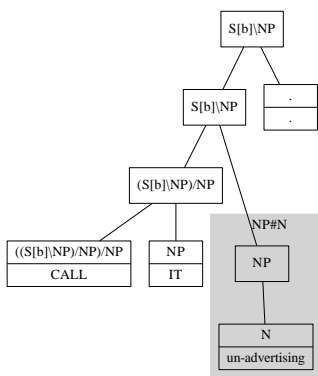 S[b]\NP
S[b]\NP
.
.
(S[b]\NP)/NP
NP#N
((S[b]\NP)/NP)/NP
CALL
NP
IT
NP
N
un-advertising